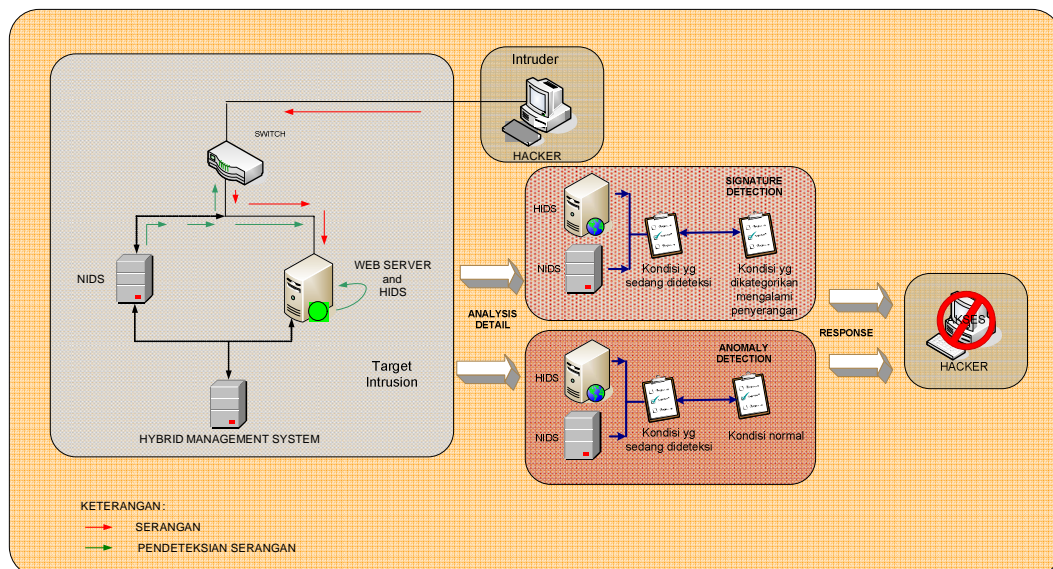 Intruder
HACKER
SWITCH
NIDS
WEB SERVER
and
HIDS
Target
Intrusion
HYBRID MANAGEMENT SYSTEM
ANALYSIS
DETAIL
SIGNATURE
DETECTION
HIDS
NIDS
Kondisi yg
sedang dideteksi
Kondisi yg
dikategorikan
mengalami
penyerangan
ANOMALY
DETECTION
HIDS
NIDS
Kondisi yg
sedang dideteksi
Kondisi normal
RESPONSE
AKSES
HACKER
KETERANGAN :
SERANGAN
PENDETEKSIAN SERANGAN